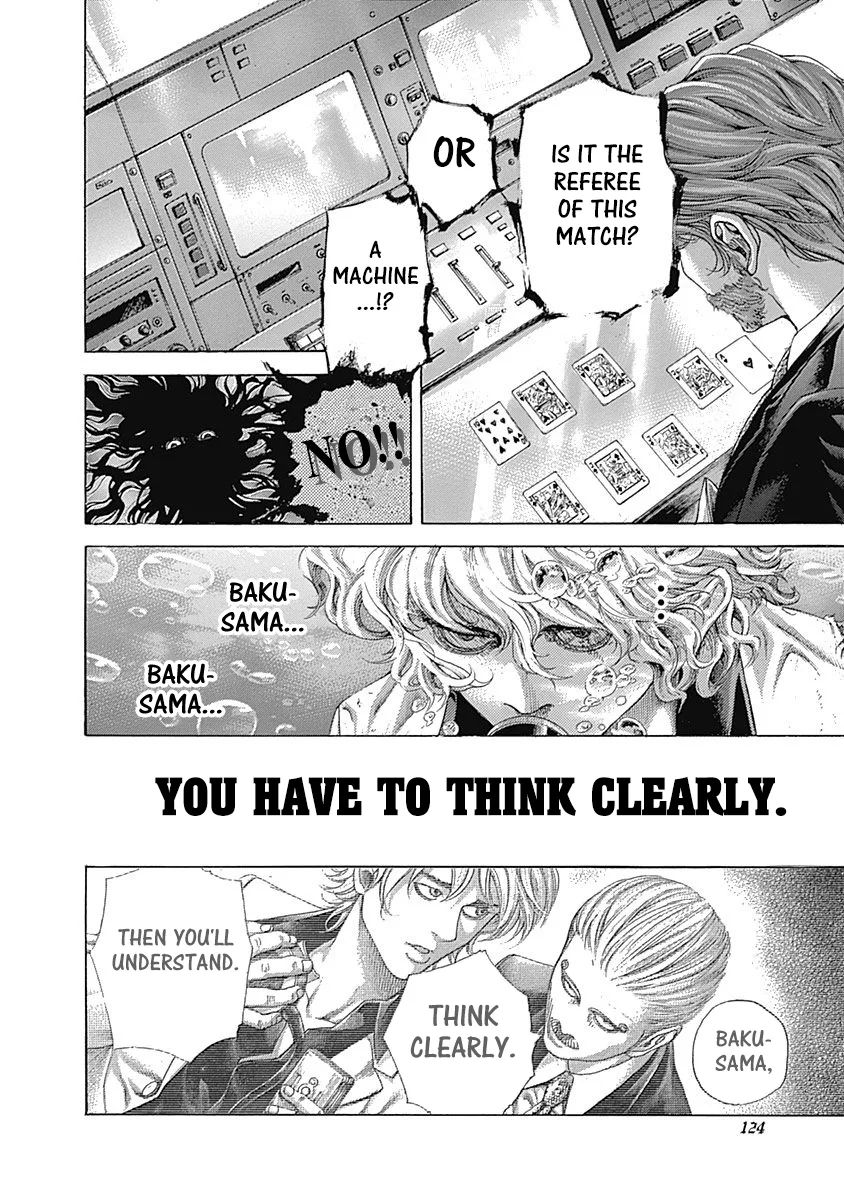 IS IT THE
REFEREE
OF THIS
MATCH?
OR
A
MACHINE
...!?
NO!!
...
BAKU-
SAMA...
BAKU-
SAMA...
YOU HAVE TO THINK CLEARLY.
BAKU-
SAMA,
THINK
CLEARLY.
THEN YOU'LL
UNDERSTAND.
124